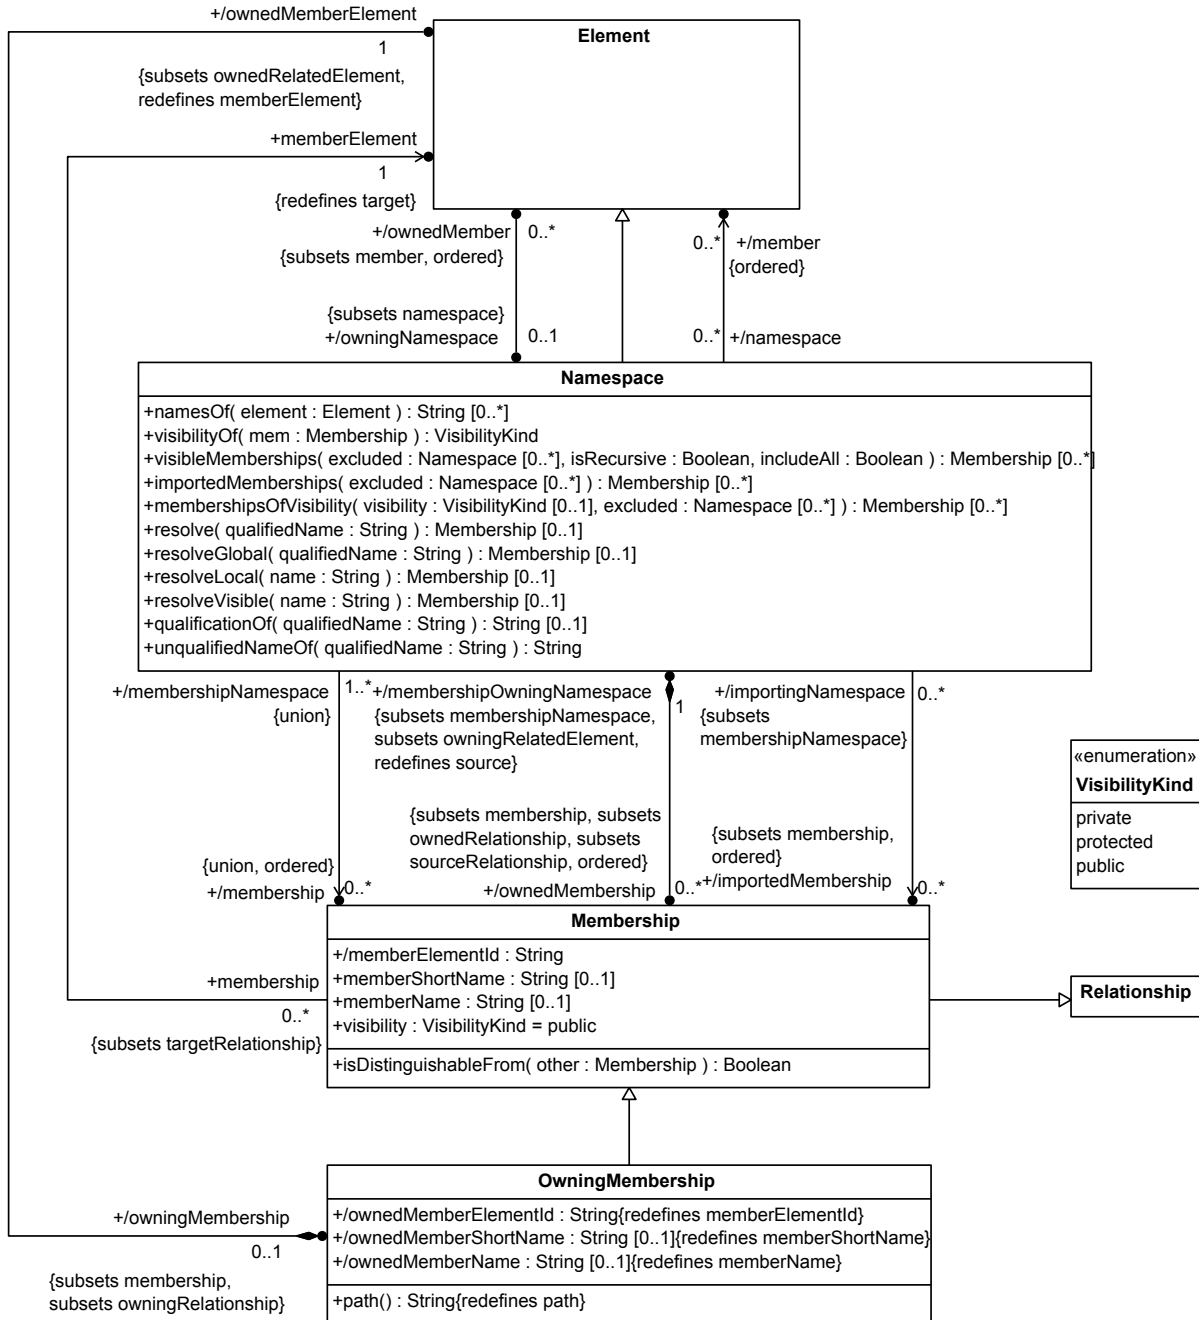 +/ownedMemberElement
1
{subsets ownedRelatedElement,
redefines memberElement}
Element
+memberElement
1
{redefines target}
+/ownedMember
0..*
{subsets member, ordered}
0..*
+/member
{ordered}
{subsets namespace}
+/owningNamespace
0..1
0..*
+/namespace
Namespace
+namesOf( element : Element ) : String [0..*]
+visibilityOf( mem : Membership ) : VisibilityKind
+visibleMemberships( excluded : Namespace [0..*], isRecursive : Boolean, includeAll : Boolean ) : Membership [0..*]
+importedMemberships( excluded : Namespace [0..*] ) : Membership [0..*]
+membershipsOfVisibility( visibility : VisibilityKind [0..1], excluded : Namespace [0..*] ) : Membership [0..*]
+resolve( qualifiedName : String ) : Membership [0..1]
+resolveGlobal( qualifiedName : String ) : Membership [0..1]
+resolveLocal( name : String ) : Membership [0..1]
+resolveVisible( name : String ) : Membership [0..1]
+qualificationOf( qualifiedName : String ) : String [0..1]
+unqualifiedNameOf( qualifiedName : String ) : String
+/membershipNamespace
{union}
1..*
+/membershipOwningNamespace
{subsets membershipNamespace,
subsets owningRelatedElement,
redefines source}
1
+/importingNamespace
{subsets
membershipNamespace}
0..*
«enumeration»
VisibilityKind
private
protected
public
{union, ordered}
+/membership
0..*
{subsets membership, subsets
ownedRelationship, subsets
sourceRelationship, ordered}
+/ownedMembership
0..*
{subsets membership,
ordered}
+/importedMembership
0..*
Membership
+/memberElementId : String
+memberShortName : String [0..1]
+memberName : String [0..1]
+visibility : VisibilityKind = public
+isDistinguishableFrom( other : Membership ) : Boolean
+membership
0..*
{subsets targetRelationship}
Relationship
OwningMembership
+/ownedMemberElementId : String{redefines memberElementId}
+/ownedMemberShortName : String [0..1]{redefines memberShortName}
+/ownedMemberName : String [0..1]{redefines memberName}
+path() : String{redefines path}
+/owningMembership
0..1
{subsets membership,
subsets owningRelationship}